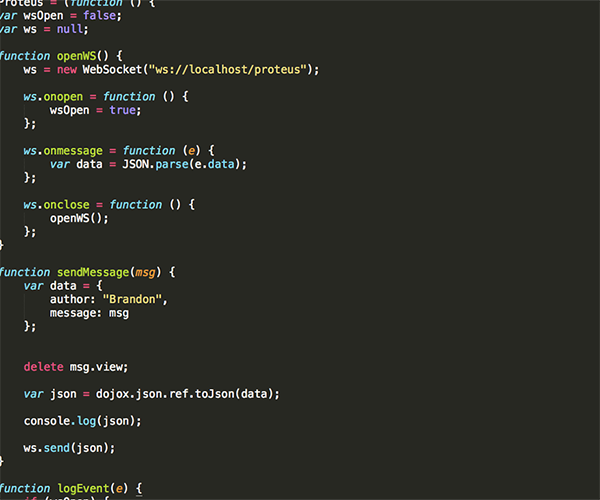 Proteus = (function () {
var wsOpen = false;
var ws = null;
function openWS() {
ws = new WebSocket("ws://localhost/proteus");
ws.onopen = function () {
wsOpen = true;
};
ws.onmessage = function (e) {
var data = JSON.parse(e.data);
};
ws.onclose = function () {
openWS();
};
}
function sendMessage(msg) {
var data = {
author: "Brandon",
message: msg
};
delete msg.view;
var json = dojox.json.ref.toJson(data);
console.log(json);
ws.send(json);
}
function logEvent(e) {
if (wsOpen) {